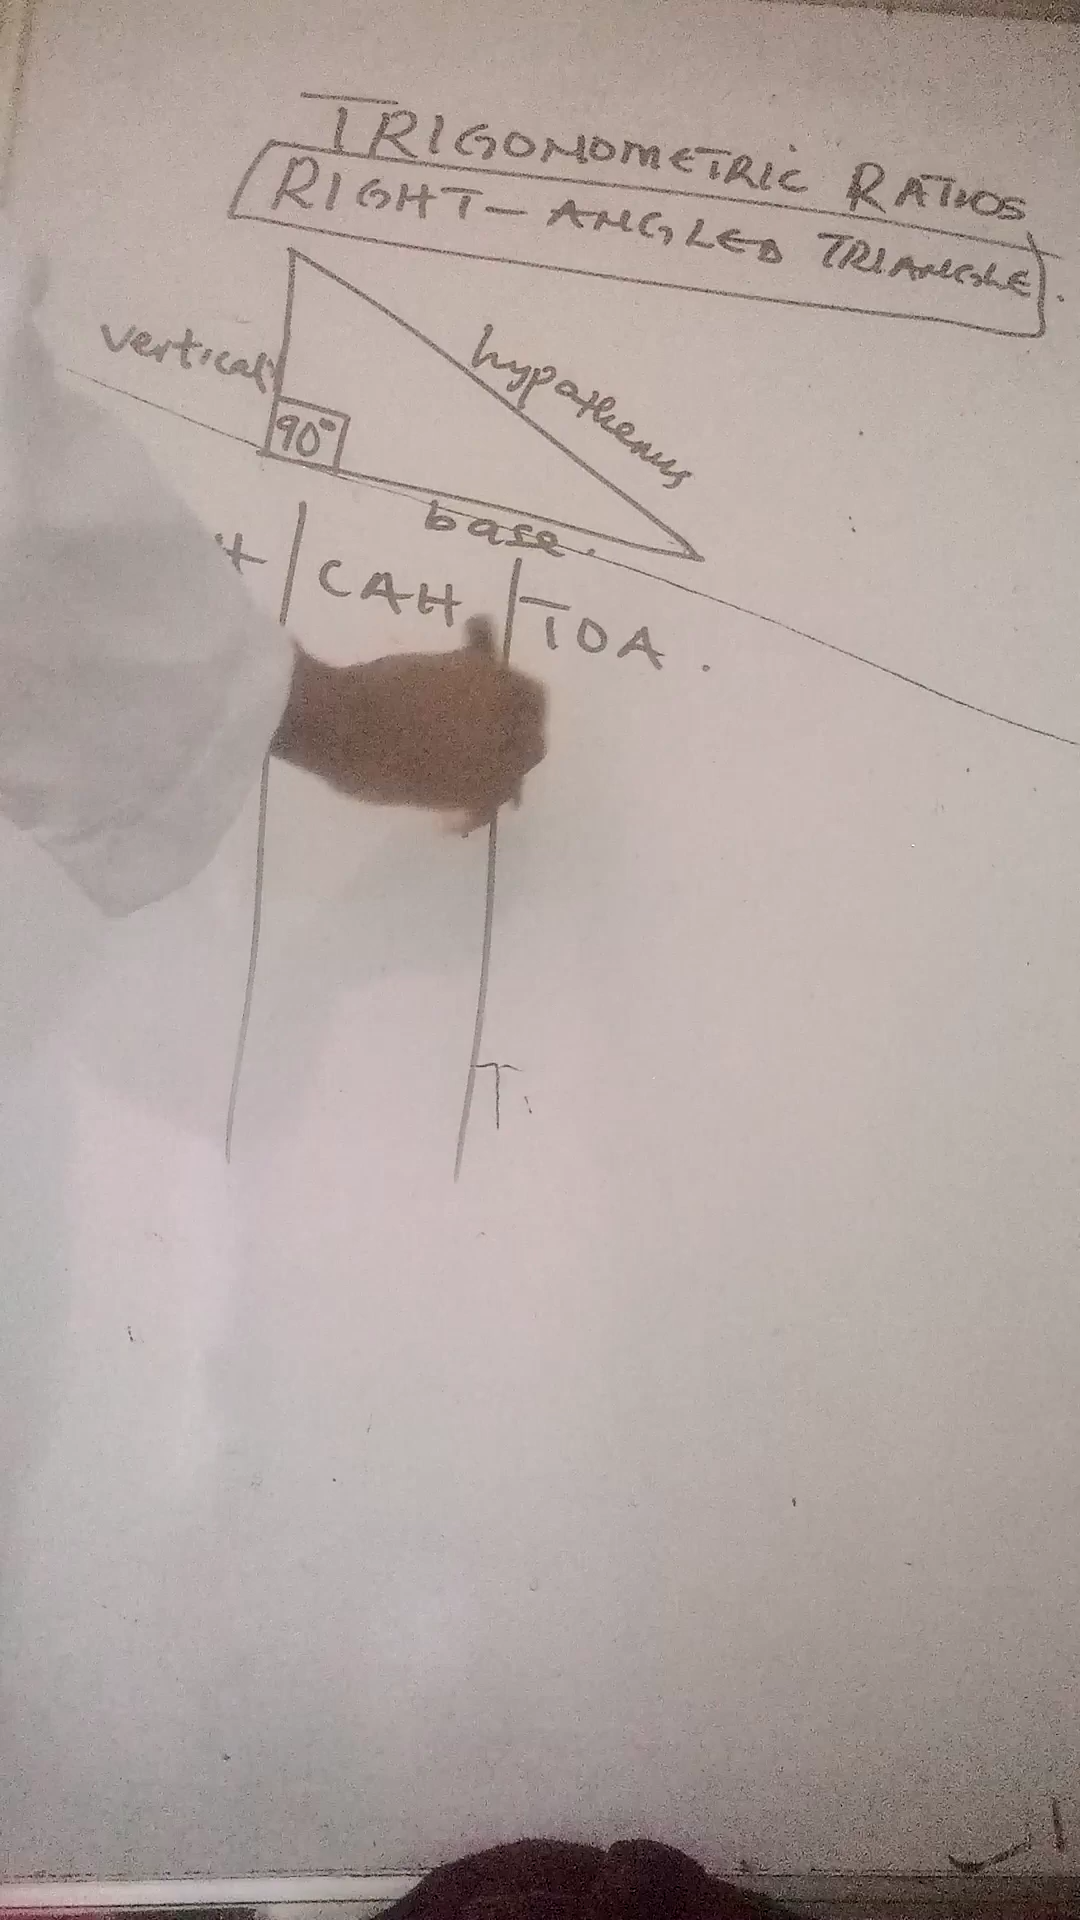 TRIGONOMETRIC RATIOS
RIGHT-ANGLED TRIANGLE.
vertical
hypothenus
90°
base.
H | CAH | TOA.
T